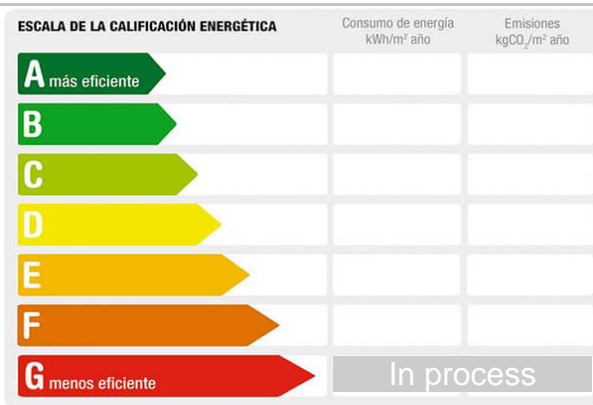 ESCALA DE LA CALIFICACIÓN ENERGÉTICA
Consumo de energía
kWh/m² año
Emisiones
kgCO₂/m² año
A más eficiente
B
C
D
E
F
G menos eficiente
In process